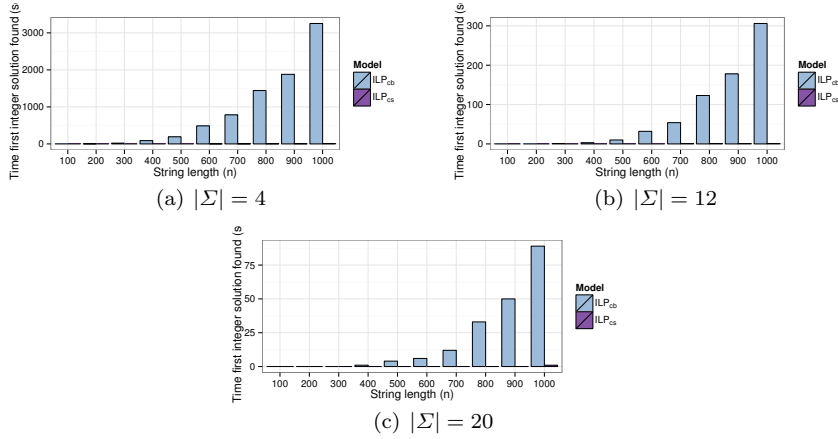 Time first integer solution found (s
3000
2000
1000
0
100 200 300 400 500 600 700 800 900 1000
String length (n)
Model
ILPcb
ILPcs
(a) |Σ| = 4
Time first integer solution found (s
300
200
100
0
100 200 300 400 500 600 700 800 900 1000
String length (n)
Model
ILPcb
ILPcs
(b) |Σ| = 12
Time first integer solution found (s
75
50
25
0
100 200 300 400 500 600 700 800 900 1000
String length (n)
Model
ILPcb
ILPcs
(c) |Σ| = 20